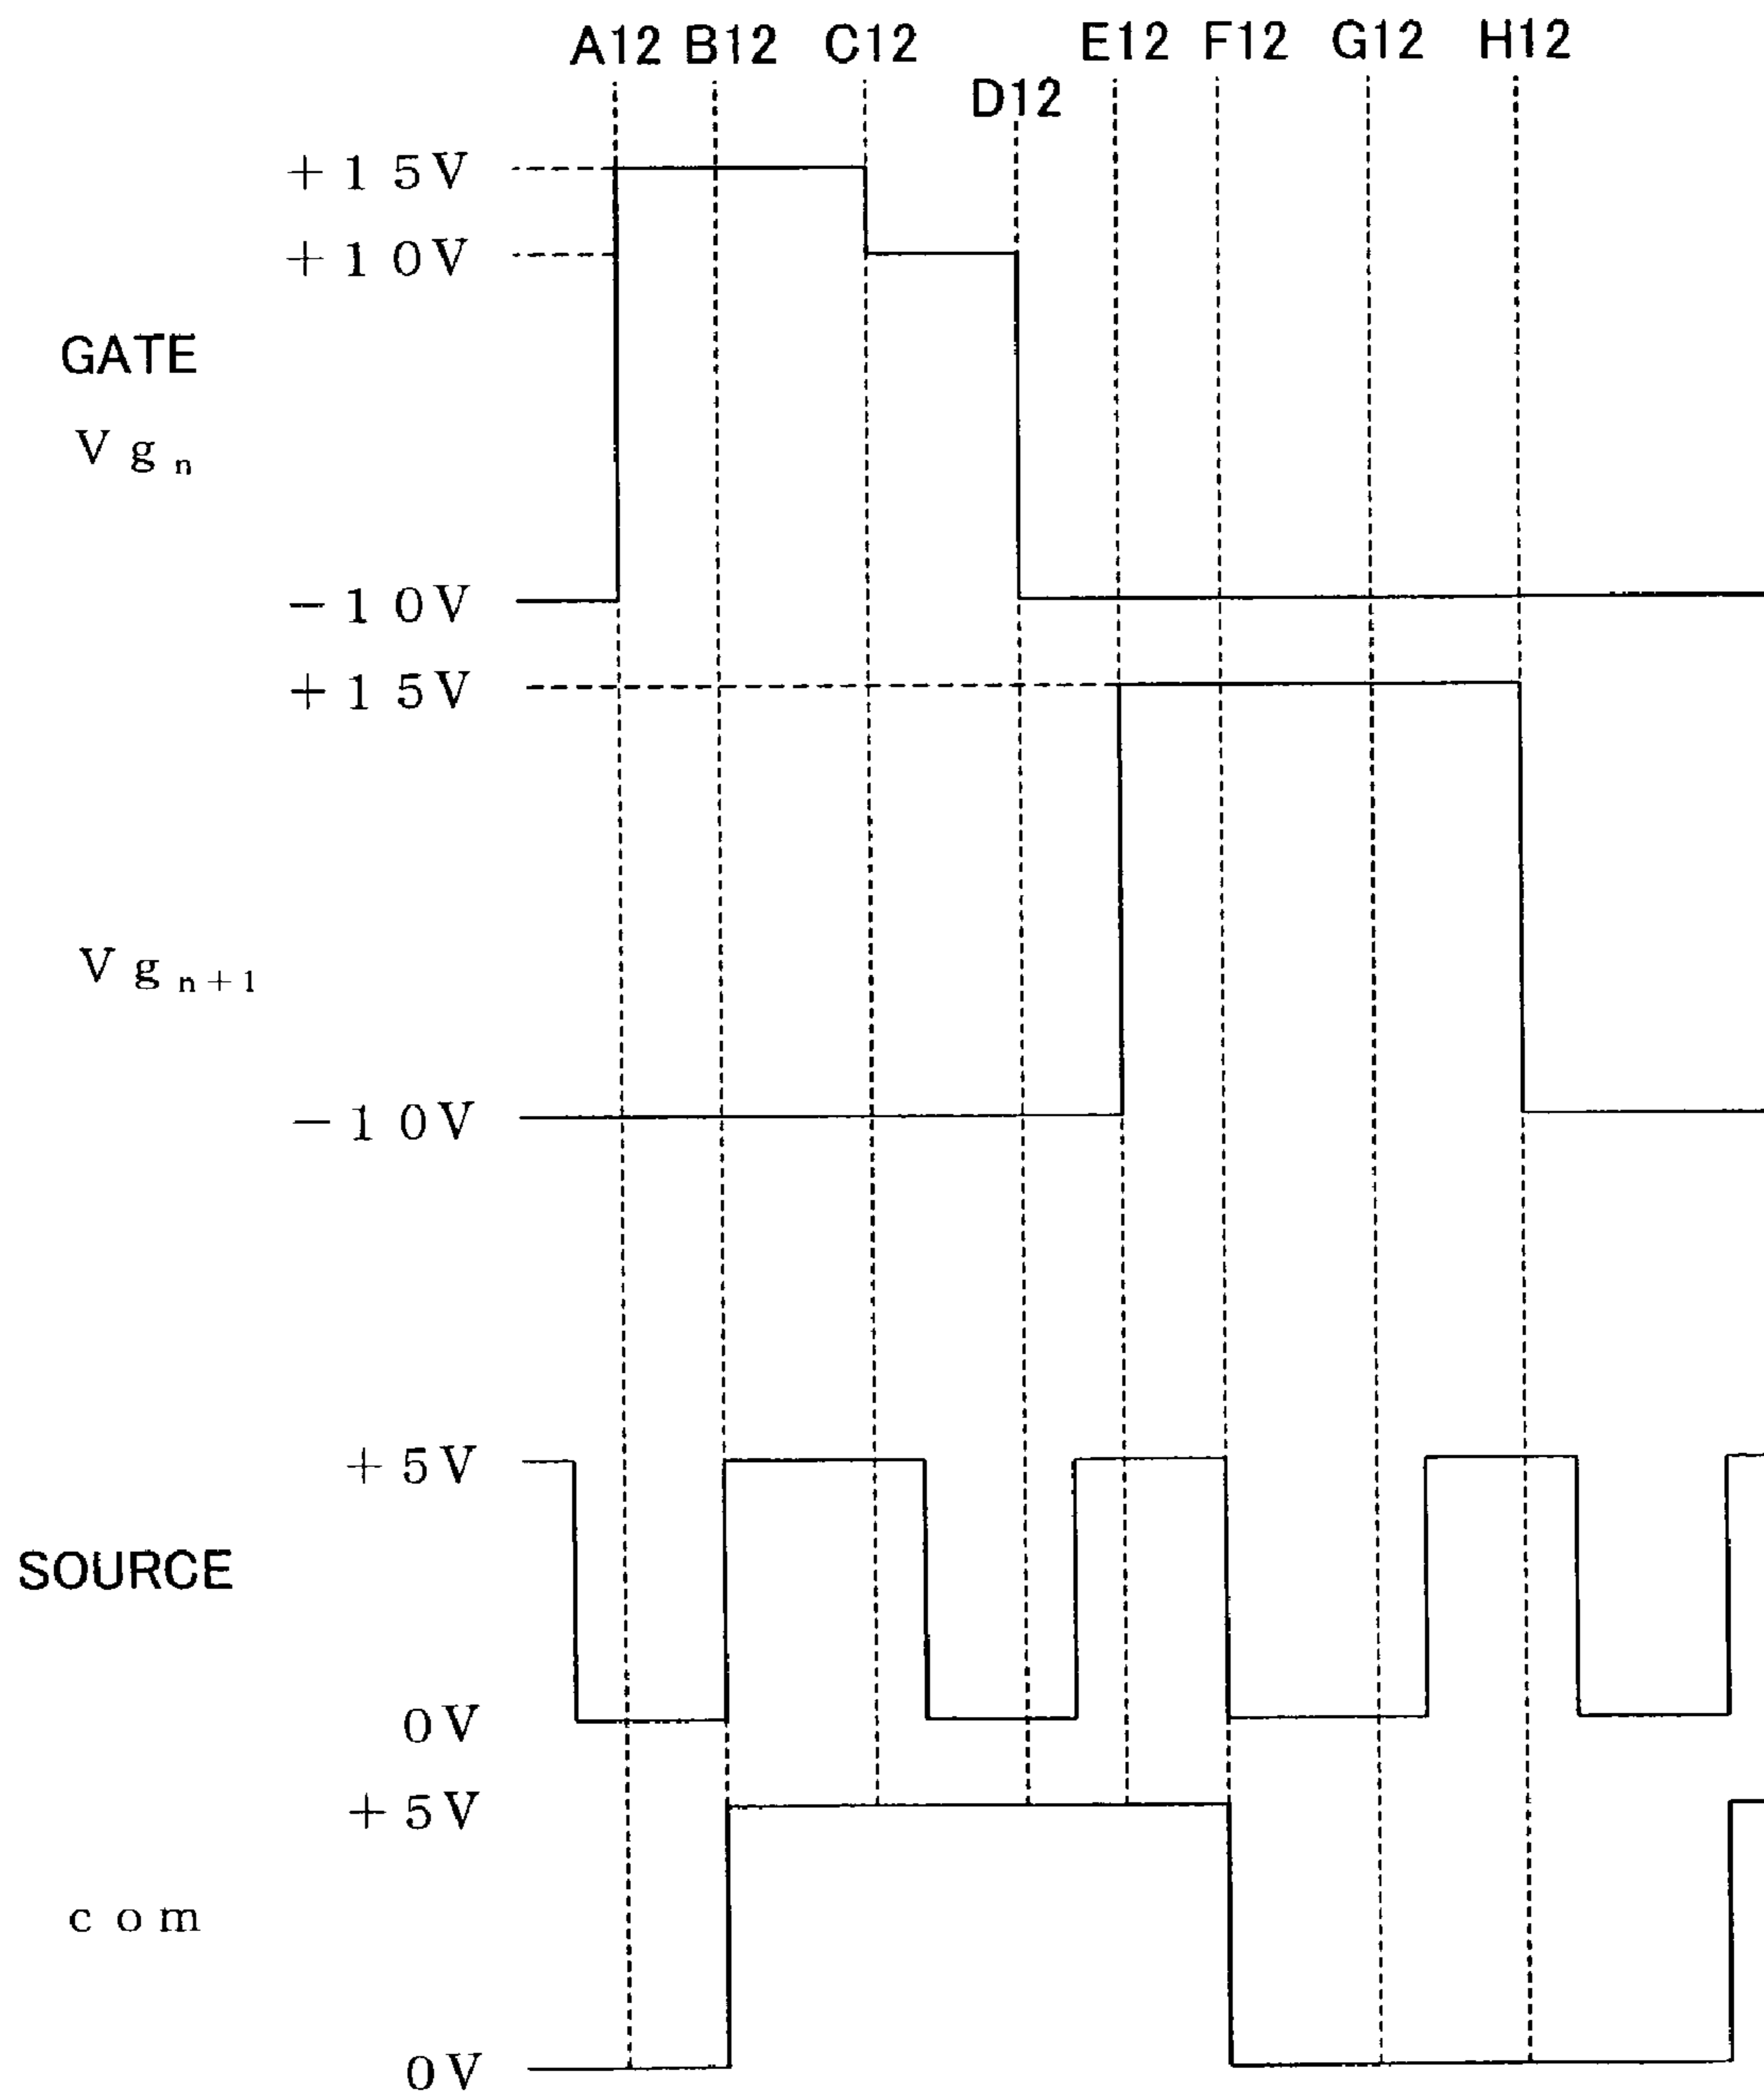 A12 B12 C12 E12 F12 G12 H12
D12
+15V
+10V
GATE
Vgn
-10V
+15V
Vgn+1
-10V
+5V
SOURCE
0V
+5V
com
0V